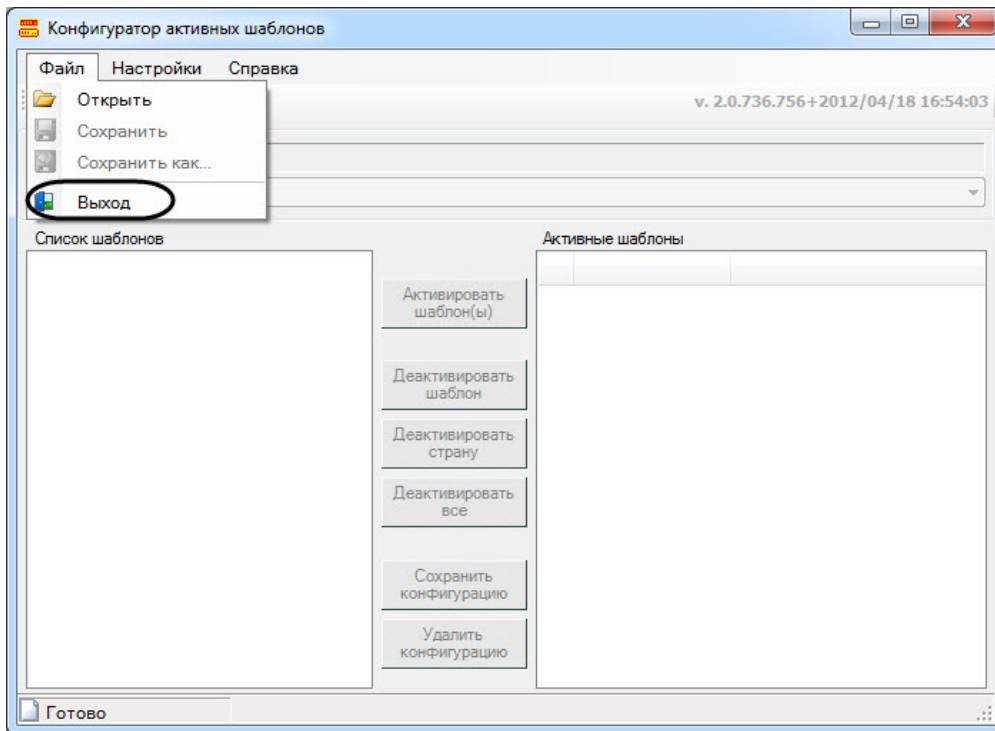 Конфигуратор активных шаблонов
Файл Настройки Справка
Открыть
v. 2.0.736.756+2012/04/18 16:54:03
Сохранить
Сохранить как...
Выход
Список шаблонов
Активные шаблоны
Активировать
шаблон(ы)
Деактивировать
шаблон
Деактивировать
страну
Деактивировать
все
Сохранить
конфигурацию
Удалить
конфигурацию
Готово